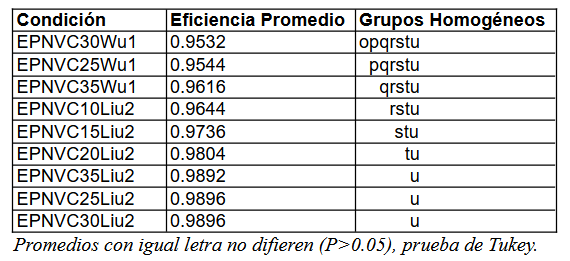 Condición Eficiencia Promedio Grupos Homogéneos
EPNVC30Wu1 0.9532 opqrstu
EPNVC25Wu1 0.9544 pqrstu
EPNVC35Wu1 0.9616 qrstu
EPNVC10Liu2 0.9644 rstu
EPNVC15Liu2 0.9736 stu
EPNVC20Liu2 0.9804 tu
EPNVC35Liu2 0.9892 u
EPNVC25Liu2 0.9896 u
EPNVC30Liu2 0.9896 u
Promedios con igual letra no difieren (P>0.05), prueba de Tukey.